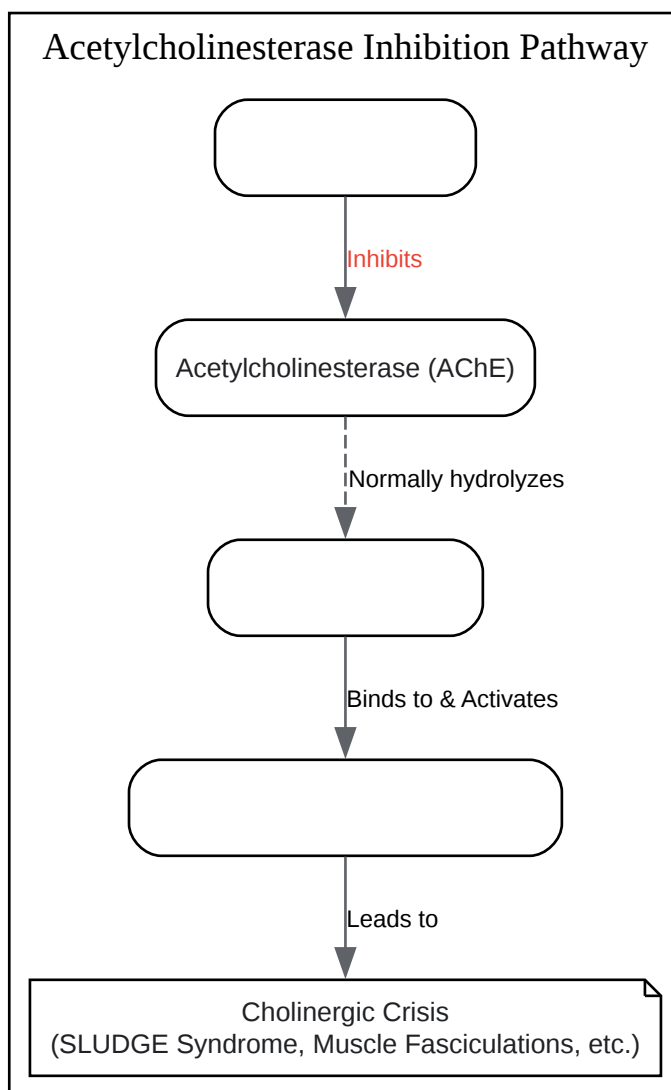 Acetylcholinesterase Inhibition Pathway
Inhibits
Acetylcholinesterase (AChE)
Normally hydrolyzes
Binds to & Activates
Leads to
Cholinergic Crisis
(SLUDGE Syndrome, Muscle Fasciculations, etc.)